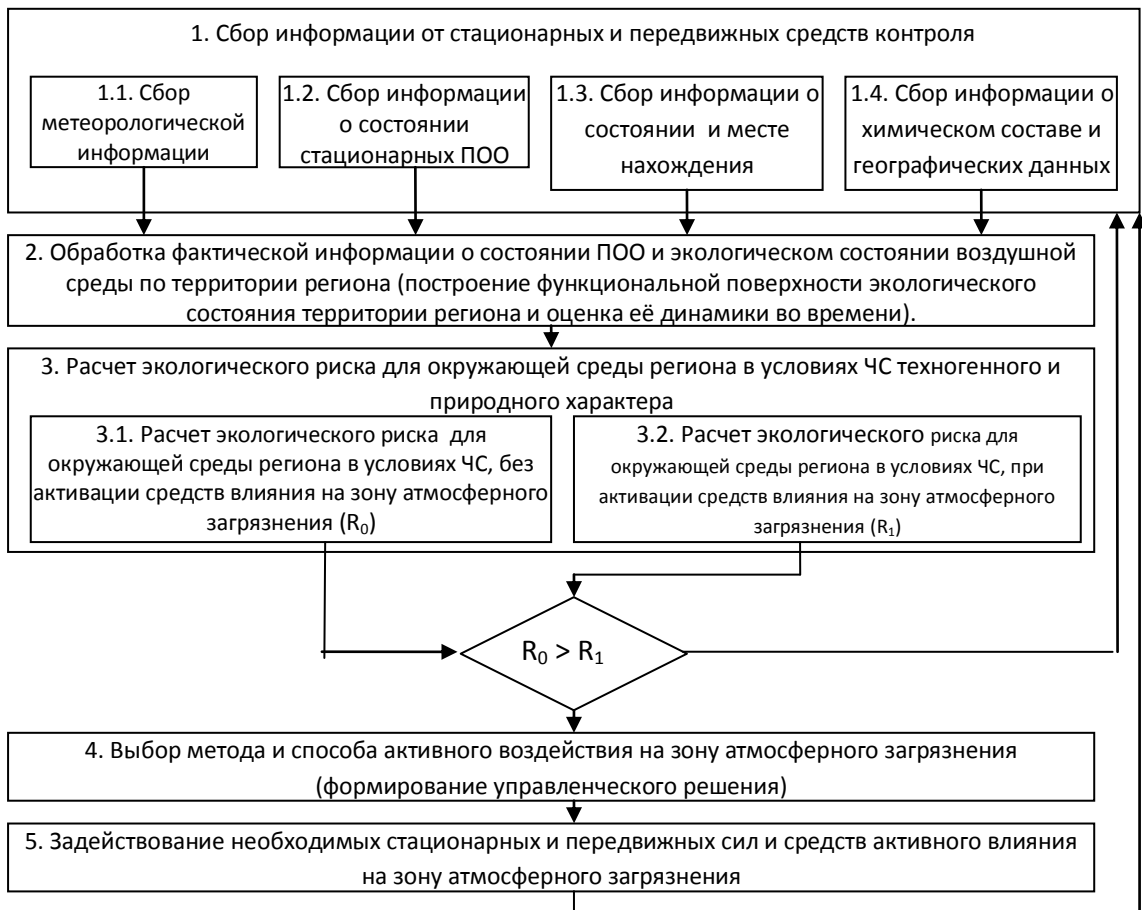 1. Сбор информации от стационарных и передвижных средств контроля
1.1. Сбор
метеорологической
информации
1.2. Сбор информации
о состоянии
стационарных ПОО
1.3. Сбор информации о
состоянии и месте
нахождения
1.4. Сбор информации о
химическом составе и
географических данных
2. Обработка фактической информации о состоянии ПОО и экологическом состоянии воздушной
среды по территории региона (построение функциональной поверхности экологического
состояния территории региона и оценка её динамики во времени).
3. Расчет экологического риска для окружающей среды региона в условиях ЧС техногенного и
природного характера
3.1. Расчет экологического риска для
окружающей среды региона в условиях ЧС, без
активации средств влияния на зону атмосферного
загрязнения (R₀)
3.2. Расчет экологического риска для
окружающей среды региона в условиях ЧС, при
активации средств влияния на зону атмосферного
загрязнения (R₁)
R₀ > R₁
4. Выбор метода и способа активного воздействия на зону атмосферного загрязнения
(формирование управленческого решения)
5. Задействование необходимых стационарных и передвижных сил и средств активного влияния
на зону атмосферного загрязнения